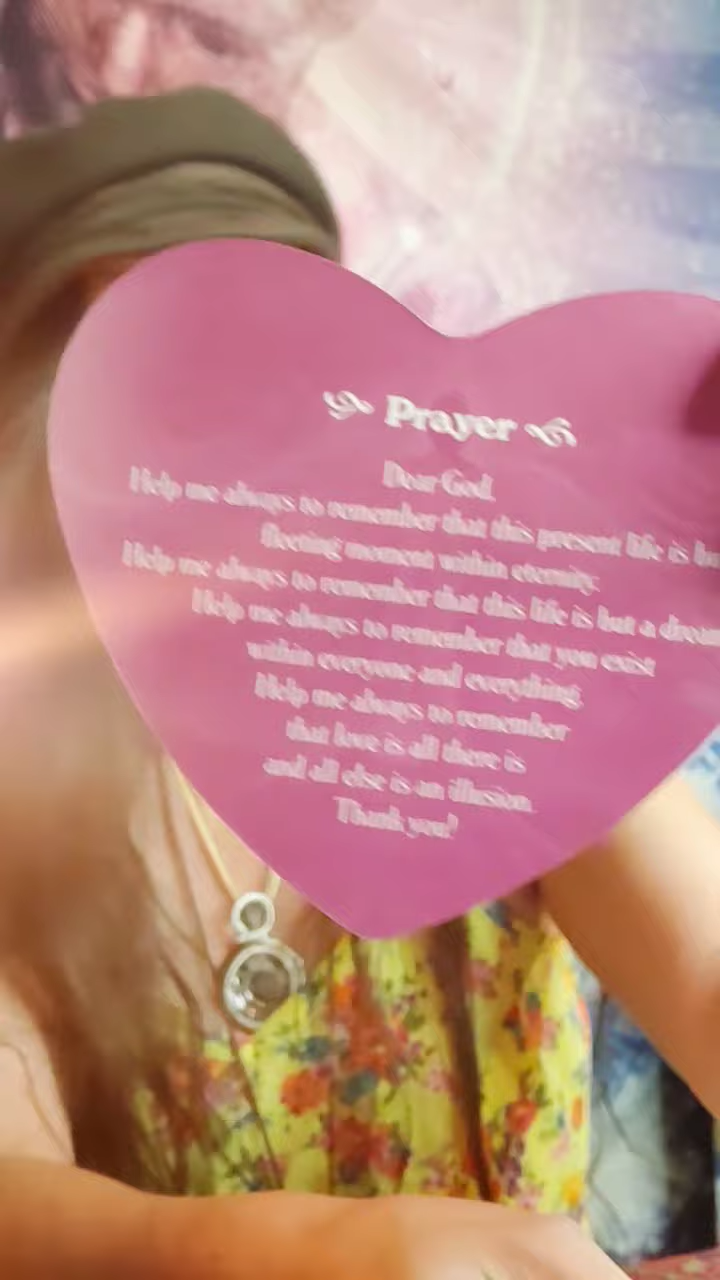 Prayer
Dear God,
Help me always to remember that this present life is
fleeting moment within eternity.
Help me always to remember that this life is but a
Help me always to remember that you exist
within everyone and everything.
Help me always to remember
that love is all there is
and all else is an illusion.
Thank you!